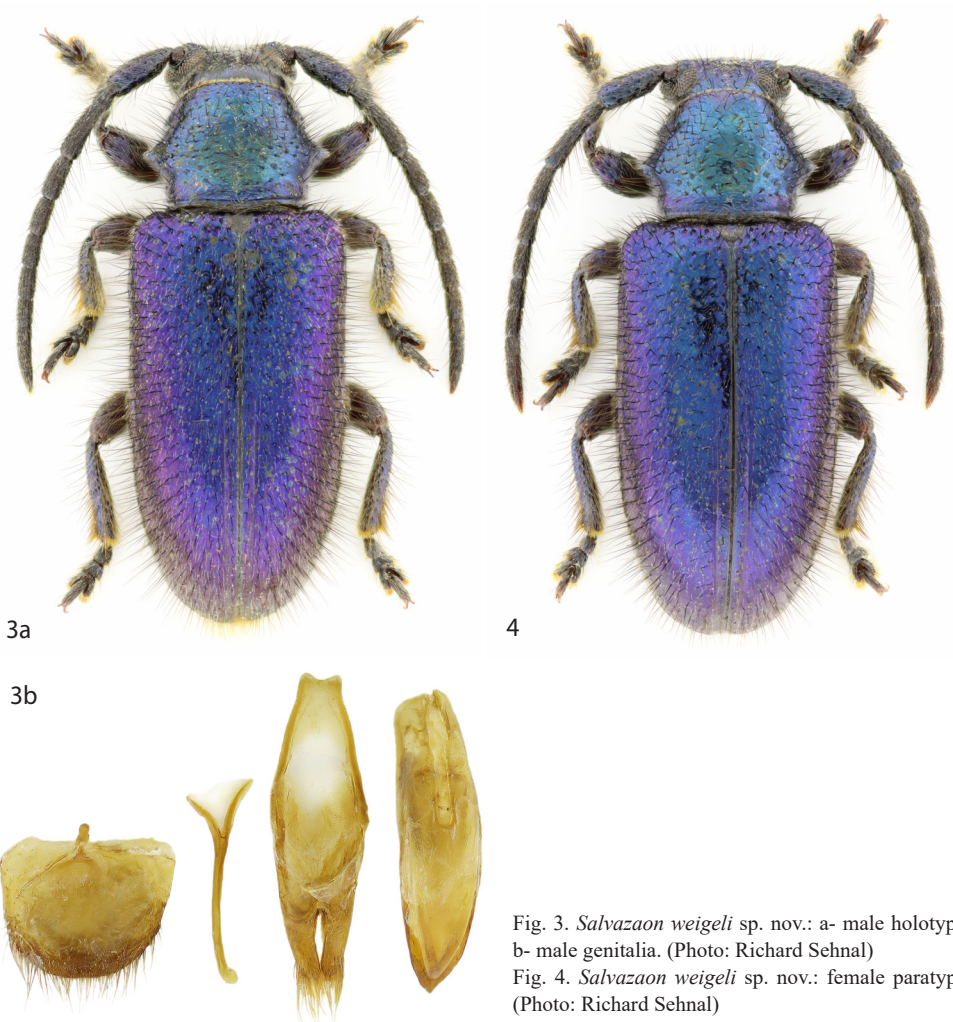 3a
4
3b
Fig. 3. Salvazaon weigeli sp. nov.: a- male holotyp
b- male genitalia. (Photo: Richard Sehnal)
Fig. 4. Salvazaon weigeli sp. nov.: female paratyp
(Photo: Richard Sehnal)